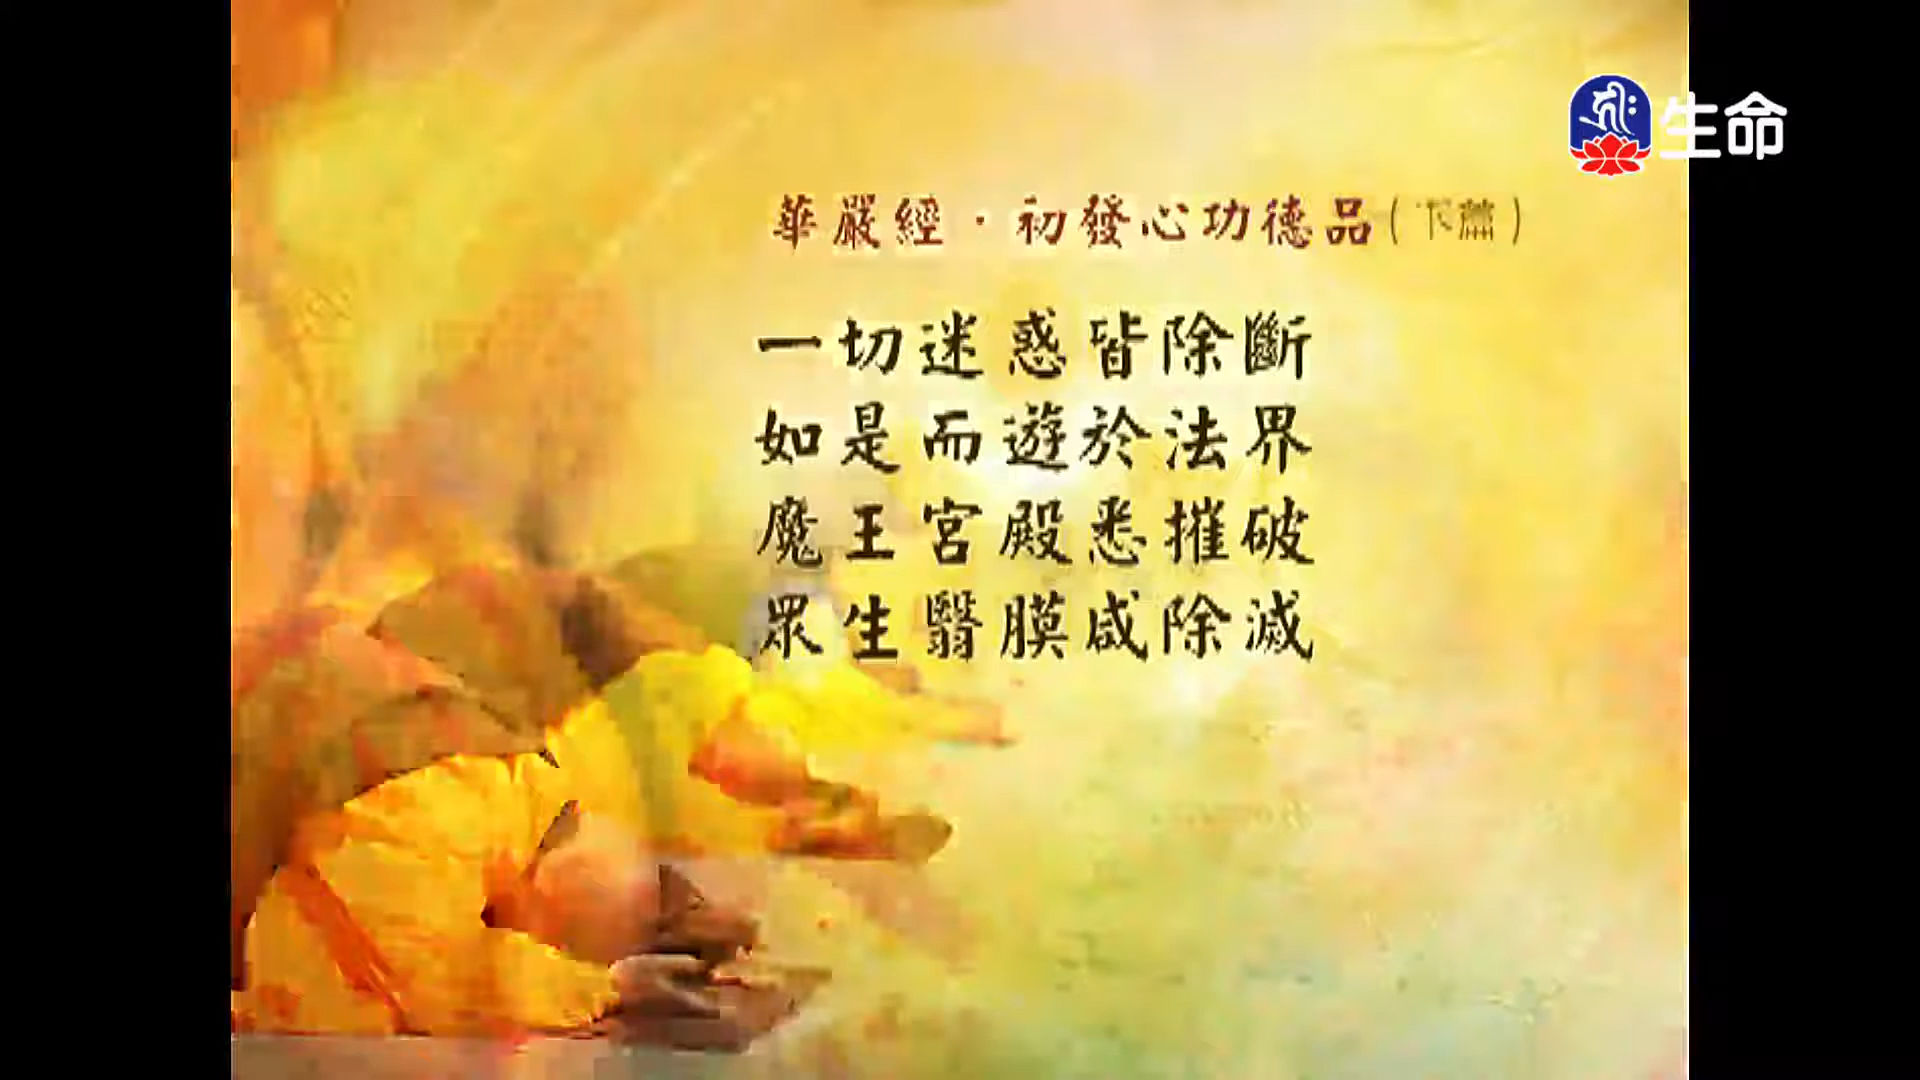 生命
華嚴經·初發心功德品(下篇)
一切迷惑皆除斷
如是而遊於法界
魔王宮殿悉摧破
眾生翳膜咸除滅